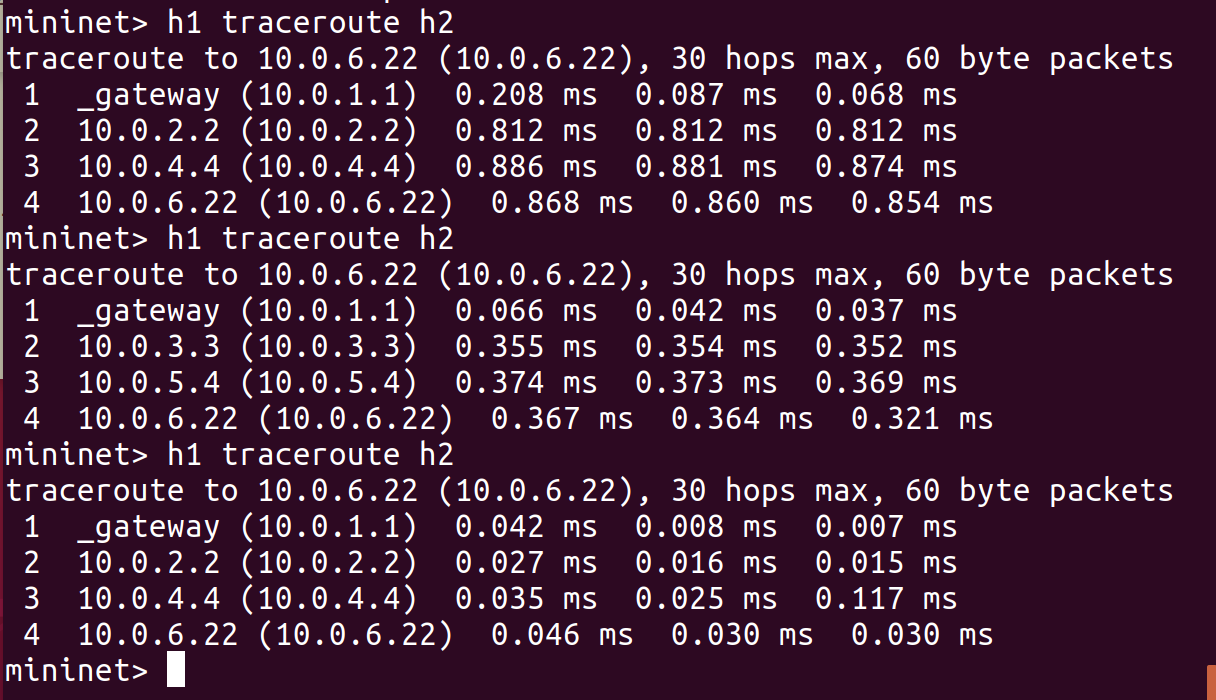 mininet> h1 traceroute h2
traceroute to 10.0.6.22 (10.0.6.22), 30 hops max, 60 byte packets
 1  _gateway (10.0.1.1)  0.208 ms  0.087 ms  0.068 ms
 2  10.0.2.2 (10.0.2.2)  0.812 ms  0.812 ms  0.812 ms
 3  10.0.4.4 (10.0.4.4)  0.886 ms  0.881 ms  0.874 ms
 4  10.0.6.22 (10.0.6.22)  0.868 ms  0.860 ms  0.854 ms
mininet> h1 traceroute h2
traceroute to 10.0.6.22 (10.0.6.22), 30 hops max, 60 byte packets
 1  _gateway (10.0.1.1)  0.066 ms  0.042 ms  0.037 ms
 2  10.0.3.3 (10.0.3.3)  0.355 ms  0.354 ms  0.352 ms
 3  10.0.5.4 (10.0.5.4)  0.374 ms  0.373 ms  0.369 ms
 4  10.0.6.22 (10.0.6.22)  0.367 ms  0.364 ms  0.321 ms
mininet> h1 traceroute h2
traceroute to 10.0.6.22 (10.0.6.22), 30 hops max, 60 byte packets
 1  _gateway (10.0.1.1)  0.042 ms  0.008 ms  0.007 ms
 2  10.0.2.2 (10.0.2.2)  0.027 ms  0.016 ms  0.015 ms
 3  10.0.4.4 (10.0.4.4)  0.035 ms  0.025 ms  0.117 ms
 4  10.0.6.22 (10.0.6.22)  0.046 ms  0.030 ms  0.030 ms
mininet>